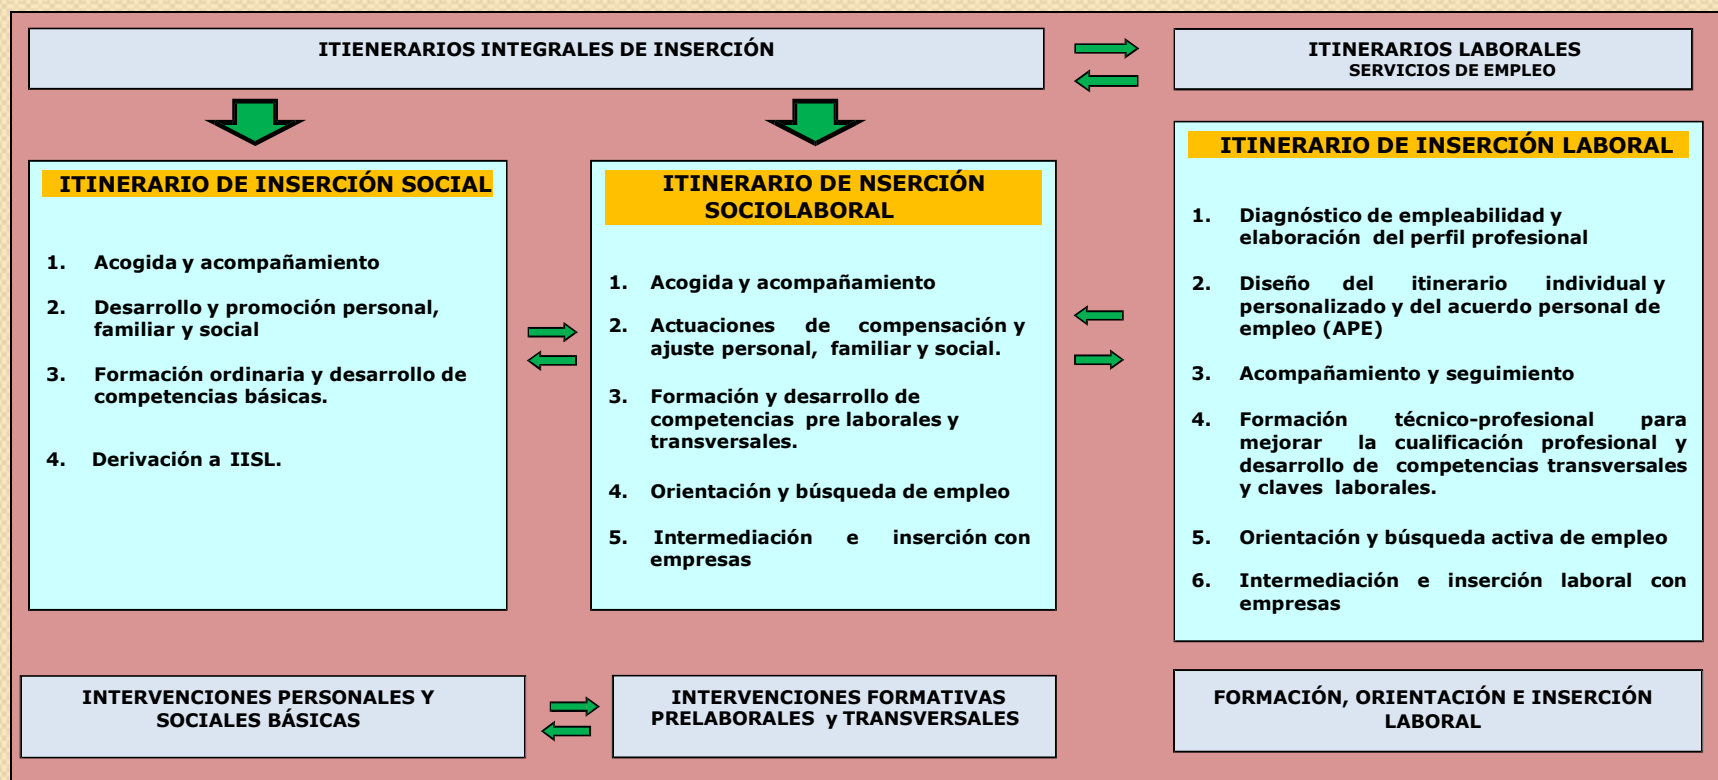 ITIENERARIOS INTEGRALES DE INSERCIÓN
ITINERARIOS LABORALES
SERVICIOS DE EMPLEO
ITINERARIO DE INSERCIÓN SOCIAL
1. Acogida y acompañamiento
2. Desarrollo y promoción personal,
familiar y social
3. Formación ordinaria y desarrollo de
competencias básicas.
4. Derivación a IISL.
ITINERARIO DE NSERCIÓN
SOCIOLABORAL
1. Acogida y acompañamiento
2. Actuaciones de compensación y
ajuste personal, familiar y social.
3. Formación y desarrollo de
competencias pre laborales y
transversales.
4. Orientación y búsqueda de empleo
5. Intermediación e inserción con
empresas
ITINERARIO DE INSERCIÓN LABORAL
1. Diagnóstico de empleabilidad y
elaboración del perfil profesional
2. Diseño del itinerario individual y
personalizado y del acuerdo personal de
empleo (APE)
3. Acompañamiento y seguimiento
4. Formación técnico-profesional para
mejorar la cualificación profesional y
desarrollo de competencias transversales
y claves laborales.
5. Orientación y búsqueda activa de empleo
6. Intermediación e inserción laboral con
empresas
INTERVENCIONES PERSONALES Y
SOCIALES BÁSICAS
INTERVENCIONES FORMATIVAS
PRELABORALES y TRANSVERSALES
FORMACIÓN, ORIENTACIÓN E INSERCIÓN
LABORAL